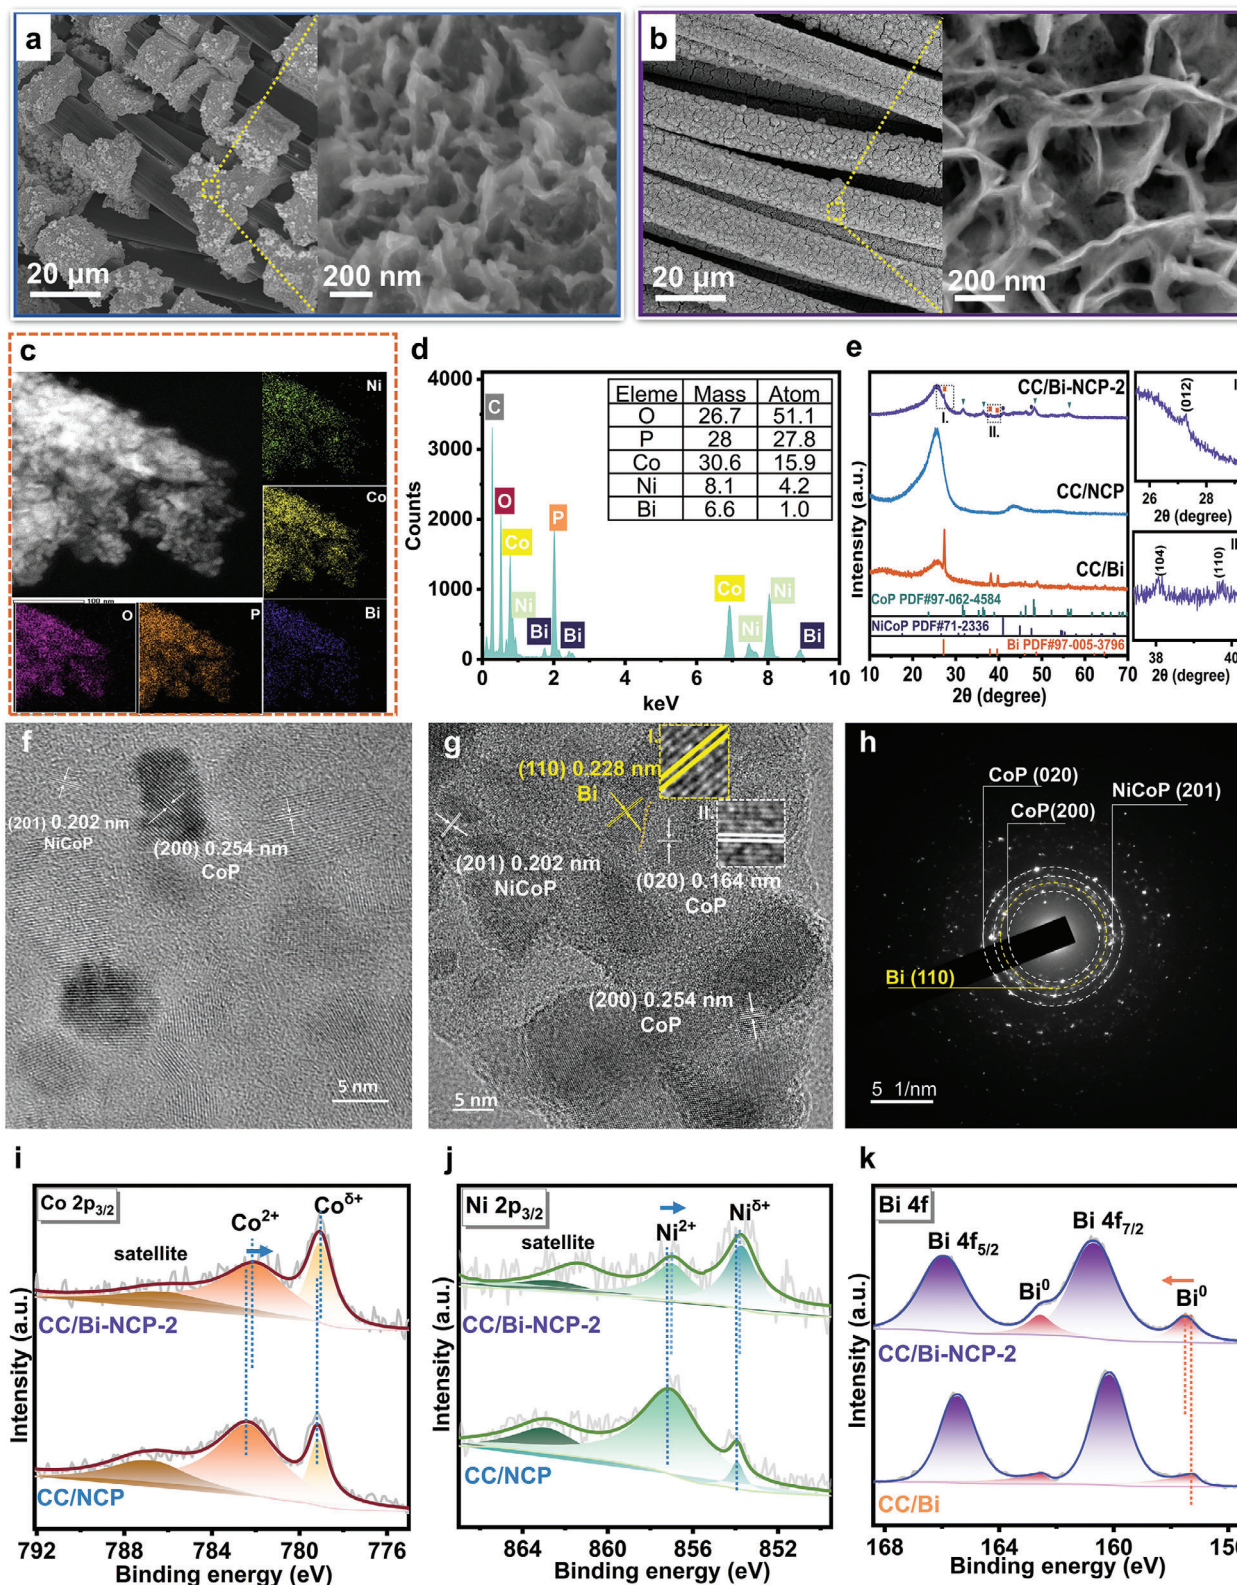 a
20 μm
200 nm
b
20 μm
200 nm
c
Ni
Co
O
P
Bi
100 nm
d
4000
3000
2000
1000
0
Counts
0 2 4 6 8 10
keV
C
O
Co
Ni
Bi
P
Bi
Co
Ni
Ni
Bi
Eleme Mass Atom
O 26.7 51.1
P 28 27.8
Co 30.6 15.9
Ni 8.1 4.2
Bi 6.6 1.0
e
CC/Bi-NCP-2
I.
II.
CC/NCP
CC/Bi
CoP PDF#97-062-4584
NiCoP PDF#71-2336
Bi PDF#97-005-3796
Intensity (a.u.)
10 20 30 40 50 60 70
2θ (degree)
I
(012)
26 28
2θ (degree)
II
(104)
(110)
38 40
2θ (degree)
f
(201) 0.202 nm
NiCoP
(200) 0.254 nm
CoP
5 nm
g
I.
(110) 0.228 nm
Bi
II.
(201) 0.202 nm
NiCoP
(020) 0.164 nm
CoP
(200) 0.254 nm
CoP
5 nm
h
CoP (020)
NiCoP (201)
CoP(200)
Bi (110)
5 1/nm
i
Co 2p3/2
Co2+
Coδ+
satellite
CC/Bi-NCP-2
CC/NCP
Intensity (a.u.)
792 788 784 780 776
Binding energy (eV)
j
Ni 2p3/2
Ni2+
Niδ+
satellite
CC/Bi-NCP-2
CC/NCP
Intensity (a.u.)
864 860 856 852
Binding energy (eV)
k
Bi 4f
Bi 4f7/2
Bi 4f5/2
Bi0
Bi0
CC/Bi-NCP-2
CC/Bi
Intensity (a.u.)
168 164 160
Binding energy (eV)